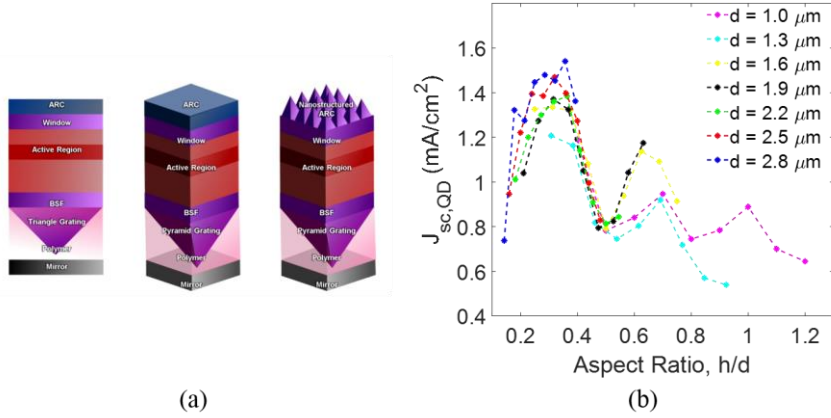 ARC
Window
Active Region
BSF
Triangle Grating
Polymer
Mirror
ARC
Window
Active Region
BSF
Pyramid Grating
Polymer
Mirror
Nanostructured
ARC
Window
Active Region
BSF
Pyramid Grating
Polymer
Mirror
(a)
(b)
J_sc,QD (mA/cm²)
1.6
1.4
1.2
1
0.8
0.6
0.4
0.2 0.4 0.6 0.8 1 1.2
Aspect Ratio, h/d
d = 1.0 μm
d = 1.3 μm
d = 1.6 μm
d = 1.9 μm
d = 2.2 μm
d = 2.5 μm
d = 2.8 μm
(a)
(b)